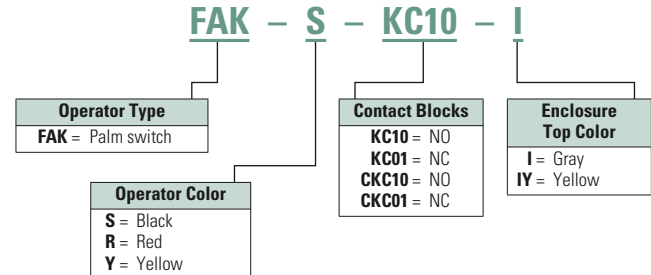 FAK – S – KC10 – I
Operator Type
FAK = Palm switch
Operator Color
S = Black
R = Red
Y = Yellow
Contact Blocks
KC10 = NO
KC01 = NC
CKC10 = NO
CKC01 = NC
Enclosure
Top Color
I = Gray
IY = Yellow